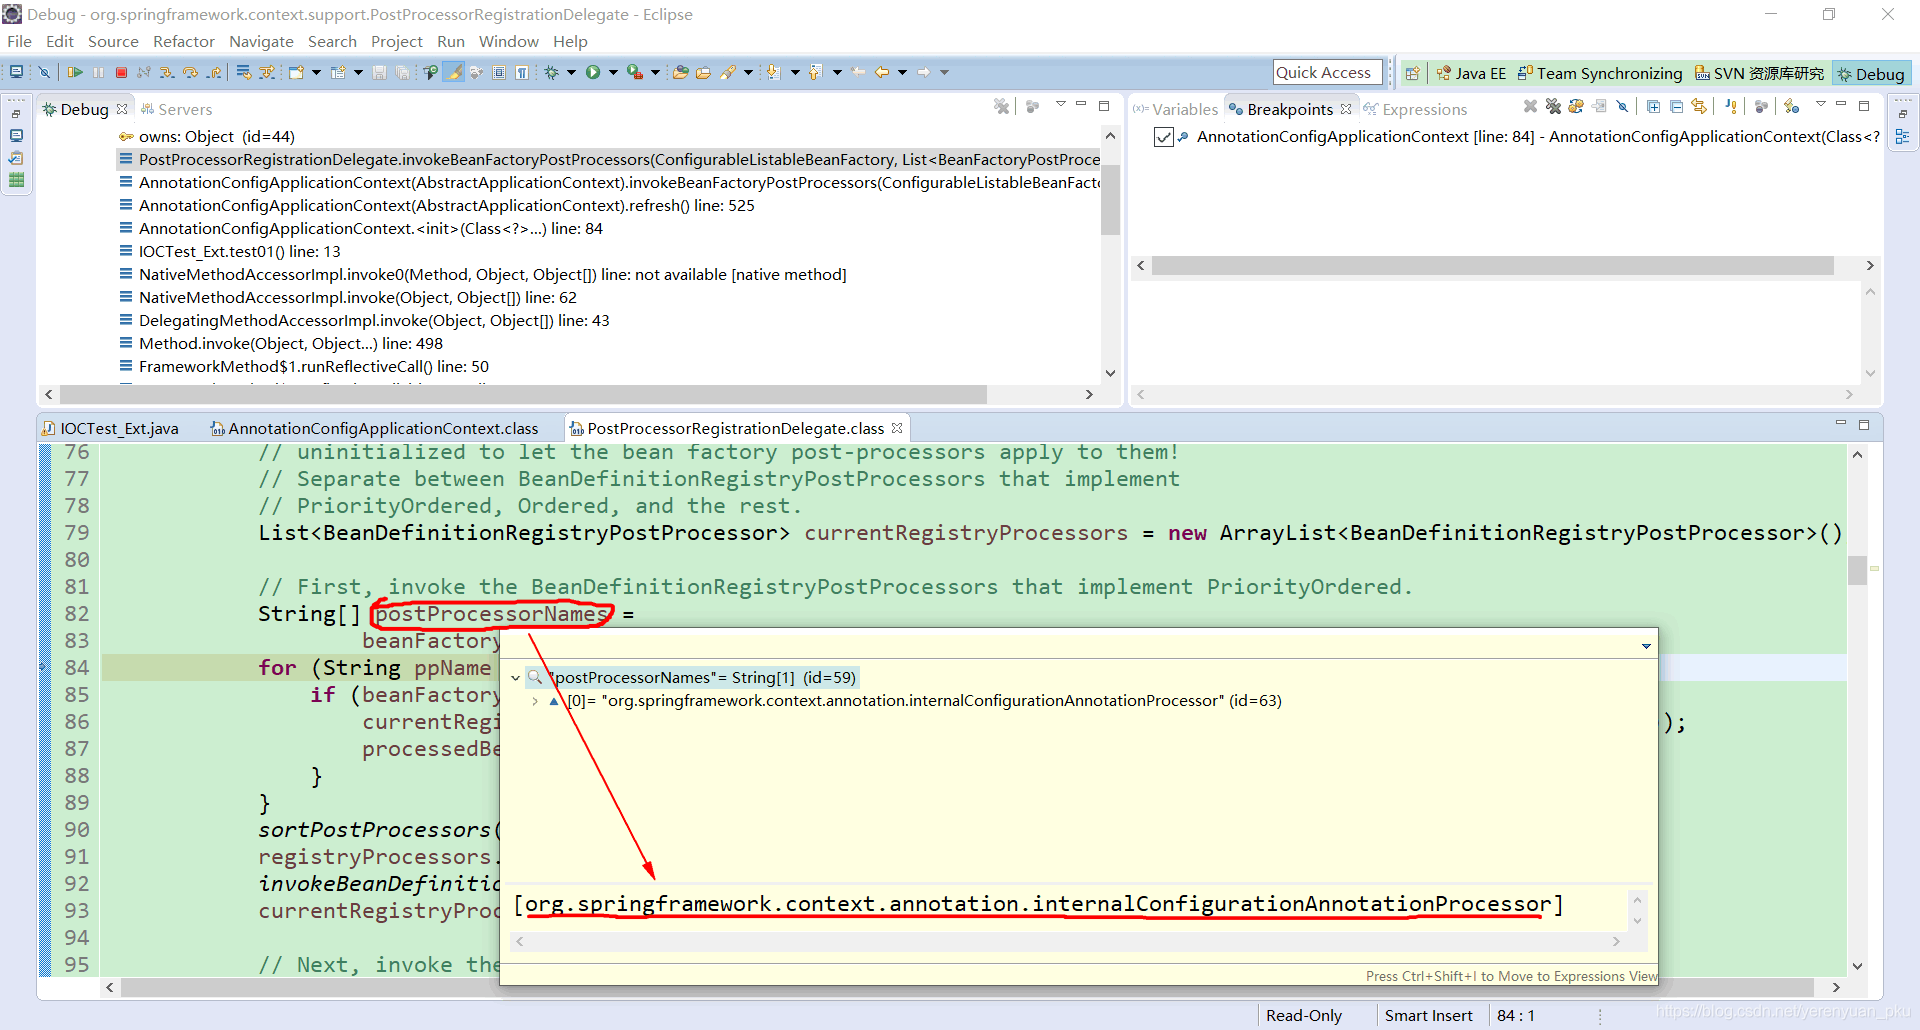 Debug - org.springframework.context.support.PostProcessorRegistrationDelegate - Eclipse
File Edit Source Refactor Navigate Search Project Run Window Help
Quick Access
Java EE
Team Synchronizing
SVN 资源库研究
Debug
Debug
Servers
owns: Object (id=44)
PostProcessorRegistrationDelegate.invokeBeanFactoryPostProcessors(ConfigurableListableBeanFactory, List<BeanFactoryPostProce
AnnotationConfigApplicationContext(AbstractApplicationContext).invokeBeanFactoryPostProcessors(ConfigurableListableBeanFact
AnnotationConfigApplicationContext(AbstractApplicationContext).refresh() line: 525
AnnotationConfigApplicationContext.<init>(Class<?>...) line: 84
IOCTest_Ext.test01() line: 13
NativeMethodAccessorImpl.invoke0(Method, Object, Object[]) line: not available [native method]
NativeMethodAccessorImpl.invoke(Object, Object[]) line: 62
DelegatingMethodAccessorImpl.invoke(Object, Object[]) line: 43
Method.invoke(Object, Object...) line: 498
FrameworkMethod$1.runReflectiveCall() line: 50
(x)= Variables
Breakpoints
Expressions
AnnotationConfigApplicationContext [line: 84] - AnnotationConfigApplicationContext(Class<?
IOCTest_Ext.java
AnnotationConfigApplicationContext.class
PostProcessorRegistrationDelegate.class
76 // uninitialized to let the bean factory post-processors apply to them!
77 // Separate between BeanDefinitionRegistryPostProcessors that implement
78 // PriorityOrdered, Ordered, and the rest.
79 List<BeanDefinitionRegistryPostProcessor> currentRegistryProcessors = new ArrayList<BeanDefinitionRegistryPostProcessor>()
80
81 // First, invoke the BeanDefinitionRegistryPostProcessors that implement PriorityOrdered.
82 String[] postProcessorNames =
83 beanFactory
84 for (String ppName
85 if (beanFactory
86 currentRegi );
87 processedBe
88 }
89 }
90 sortPostProcessors(
91 registryProcessors.
92 invokeBeanDefinitio
93 currentRegistryProc
94
95 // Next, invoke the
"postProcessorNames"= String[1] (id=59)
[0]= "org.springframework.context.annotation.internalConfigurationAnnotationProcessor" (id=63)
[org.springframework.context.annotation.internalConfigurationAnnotationProcessor]
Press Ctrl+Shift+I to Move to Expressions View
Read-Only
Smart Insert
84 : 1
https://blog.csdn.net/yerenyuan_pku